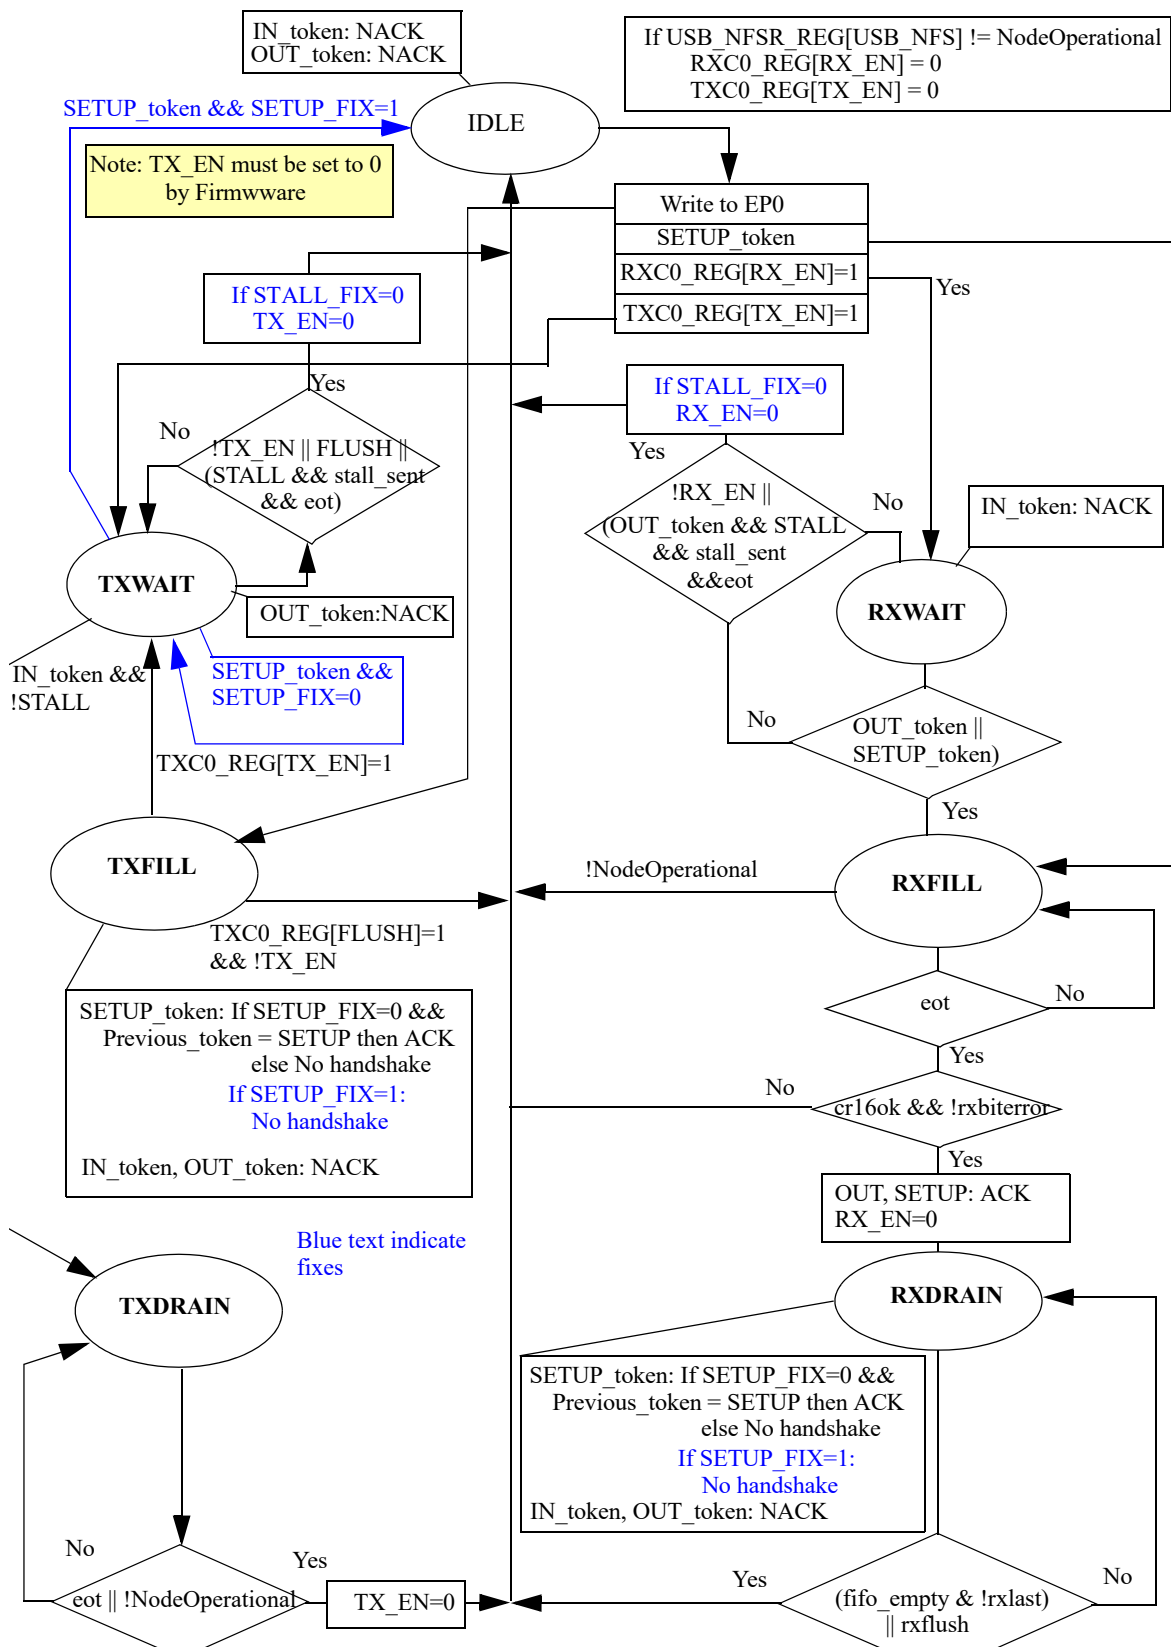 IN_token: NACK
OUT_token: NACK
If USB_NFSR_REG[USB_NFS] != NodeOperational
RXC0_REG[RX_EN] = 0
TXC0_REG[TX_EN] = 0
SETUP_token && SETUP_FIX=1
IDLE
Note: TX_EN must be set to 0
by Firmwware
Write to EP0
SETUP_token
RXC0_REG[RX_EN]=1
TXC0_REG[TX_EN]=1
Yes
If STALL_FIX=0
TX_EN=0
Yes
No
!TX_EN || FLUSH ||
(STALL && stall_sent
&& eot)
If STALL_FIX=0
RX_EN=0
Yes
No
!RX_EN ||
(OUT_token && STALL
&& stall_sent
&&eot
IN_token: NACK
TXWAIT
OUT_token:NACK
RXWAIT
IN_token &&
!STALL
SETUP_token &&
SETUP_FIX=0
TXC0_REG[TX_EN]=1
No
OUT_token ||
SETUP_token)
Yes
TXFILL
!NodeOperational
RXFILL
TXC0_REG[FLUSH]=1
&& !TX_EN
eot
No
Yes
SETUP_token: If SETUP_FIX=0 &&
Previous_token = SETUP then ACK
else No handshake
If SETUP_FIX=1:
No handshake
IN_token, OUT_token: NACK
No
cr16ok && !rxbiterror
Yes
OUT, SETUP: ACK
RX_EN=0
Blue text indicate
fixes
TXDRAIN
RXDRAIN
SETUP_token: If SETUP_FIX=0 &&
Previous_token = SETUP then ACK
else No handshake
If SETUP_FIX=1:
No handshake
IN_token, OUT_token: NACK
No
eot || !NodeOperational
Yes
TX_EN=0
Yes
(fifo_empty & !rxlast)
|| rxflush
No